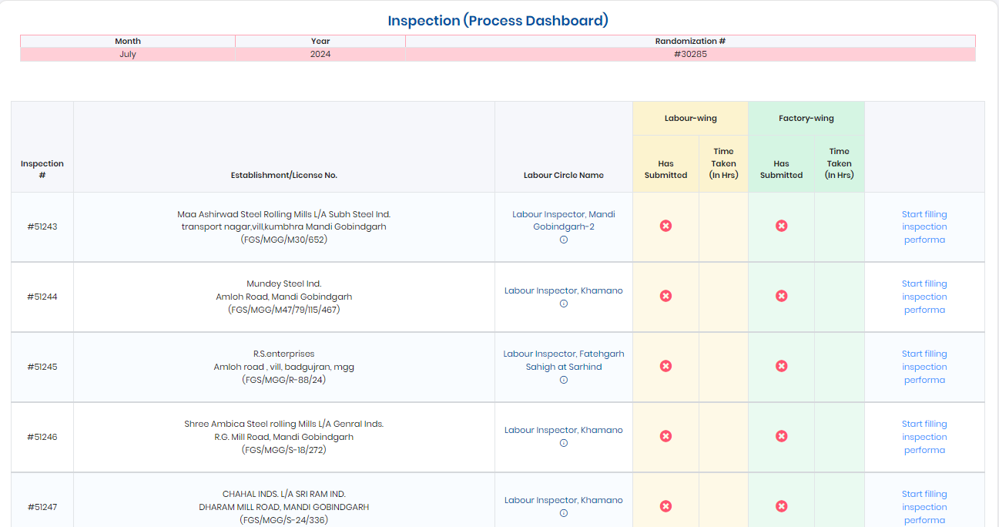 Inspection (Process Dashboard)
Month Year Randomization #
July 2024 #30285
Labour-wing Factory-wing
Inspection
#
Establishment/License No.
Labour Circle Name
Has
Submitted
Time
Taken
(In Hrs)
Has
Submitted
Time
Taken
(In Hrs)
#51243
Maa Ashirwad Steel Rolling Mills L/A Subh Steel Ind.
transport nagar,vill,kumbhra Mandi Gobindgarh
(FGS/MGG/M30/652)
Labour Inspector, Mandi
Gobindgarh-2
Start filling
inspection
performa
#51244
Mundey Steel Ind.
Amloh Road, Mandi Gobindgarh
(FGS/MGG/M47/79/115/467)
Labour Inspector, Khamano
Start filling
inspection
performa
#51245
R.S.enterprises
Amloh road , vill, badgujran, mgg
(FGS/MGG/R-88/24)
Labour Inspector, Fatehgarh
Sahigh at Sarhind
Start filling
inspection
performa
#51246
Shree Ambica Steel rolling Mills L/A Genral Inds.
R.G. Mill Road, Mandi Gobindgarh
(FGS/MGG/S-18/272)
Labour Inspector, Khamano
Start filling
inspection
performa
#51247
CHAHAL INDS. L/A SRI RAM IND.
DHARAM MILL ROAD, MANDI GOBINDGARH
(FGS/MGG/S-24/336)
Labour Inspector, Khamano
Start filling
inspection
performa